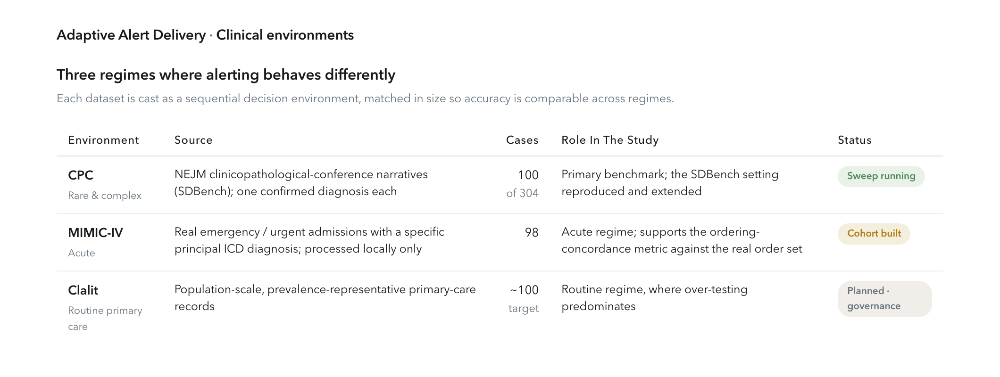 Adaptive Alert Delivery · Clinical environments
Three regimes where alerting behaves differently
Each dataset is cast as a sequential decision environment, matched in size so accuracy is comparable across regimes.
Environment Source Cases Role In The Study Status
CPC
Rare & complex
NEJM clinicopathological-conference narratives
(SDBench); one confirmed diagnosis each
100
of 304
Primary benchmark; the SDBench setting
reproduced and extended
Sweep running
MIMIC-IV
Acute
Real emergency / urgent admissions with a specific
principal ICD diagnosis; processed locally only
98
Acute regime; supports the ordering-
concordance metric against the real order set
Cohort built
Clalit
Routine primary
care
Population-scale, prevalence-representative primary-care
records
~100
target
Routine regime, where over-testing
predominates
Planned ·
governance